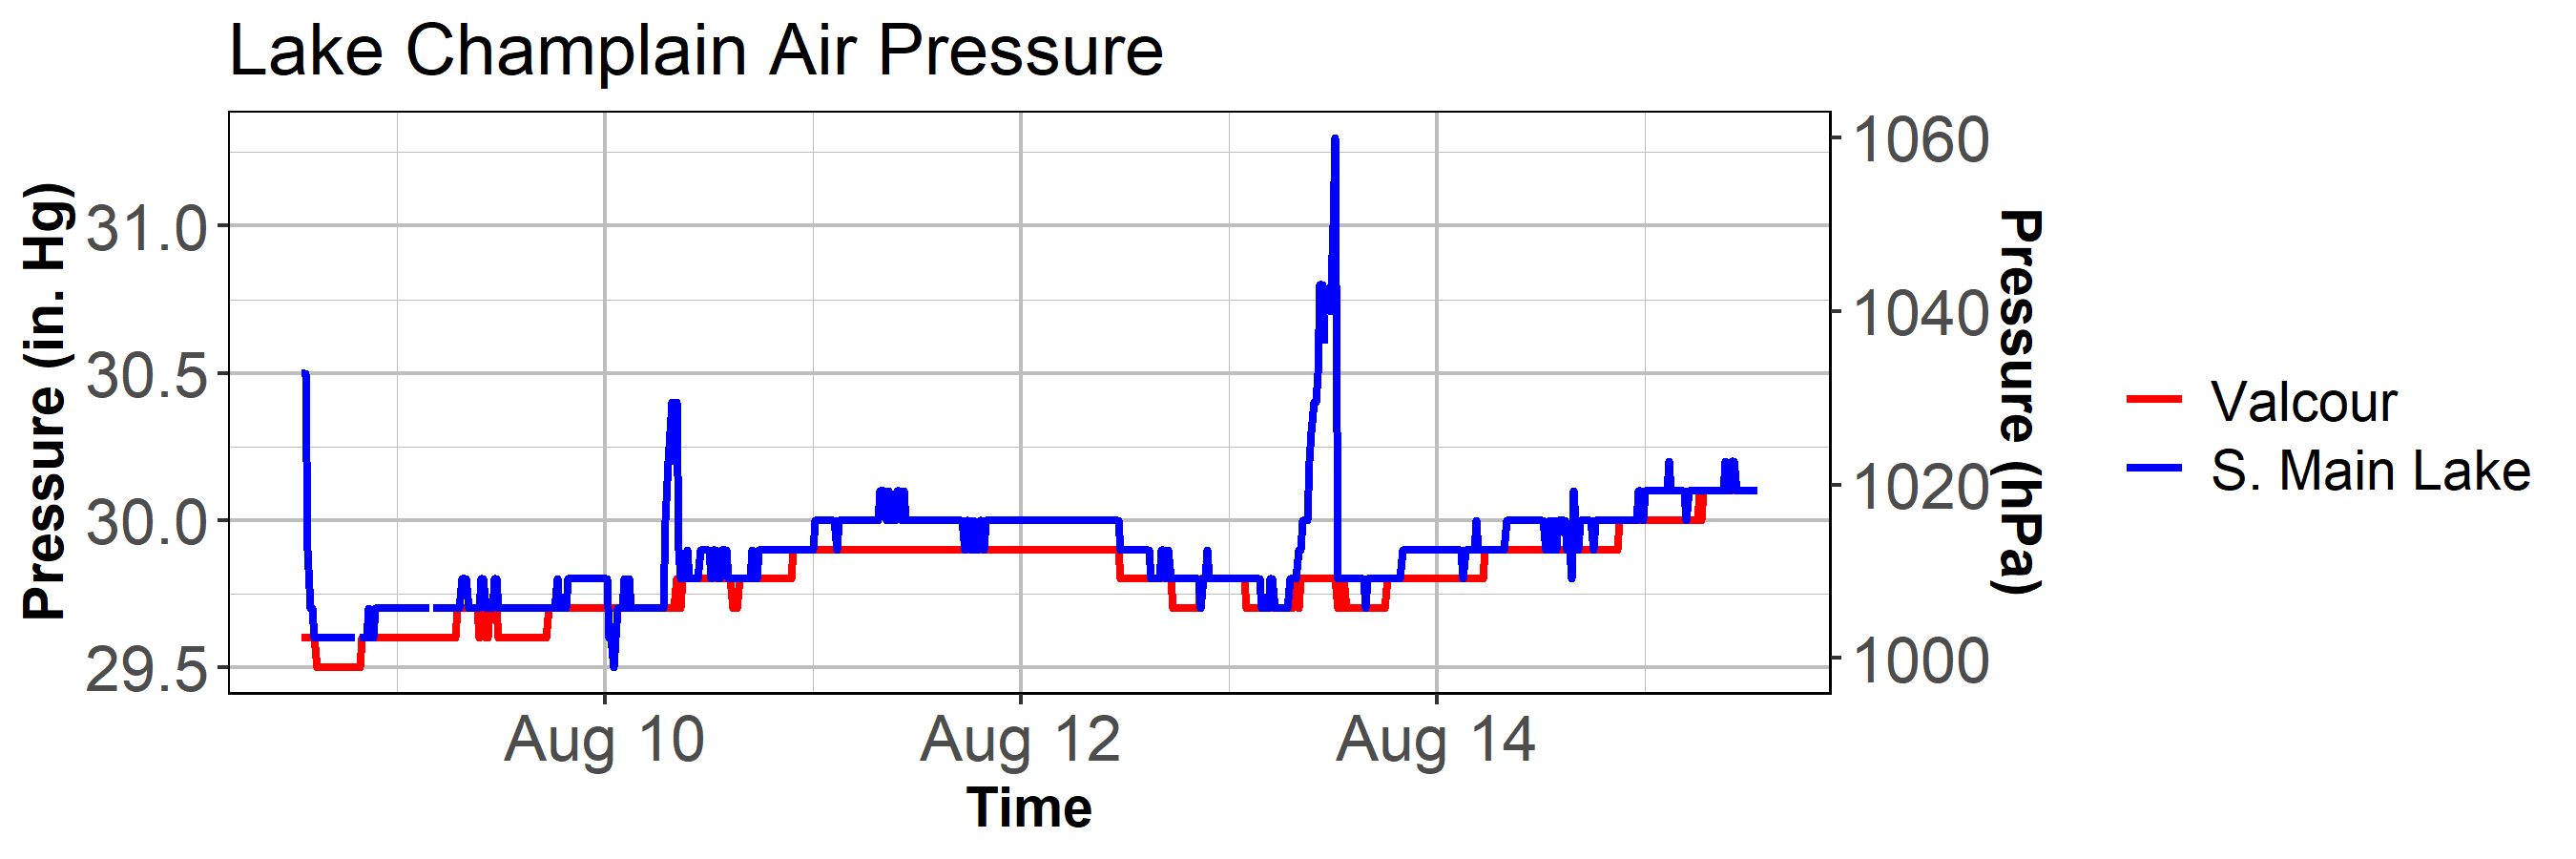 Lake Champlain Air Pressure
Pressure (in. Hg)
31.0
30.5
30.0
29.5
1060
1040
1020
1000
Pressure (hPa)
Aug 10
Aug 12
Aug 14
Time
Valcour
S. Main Lake